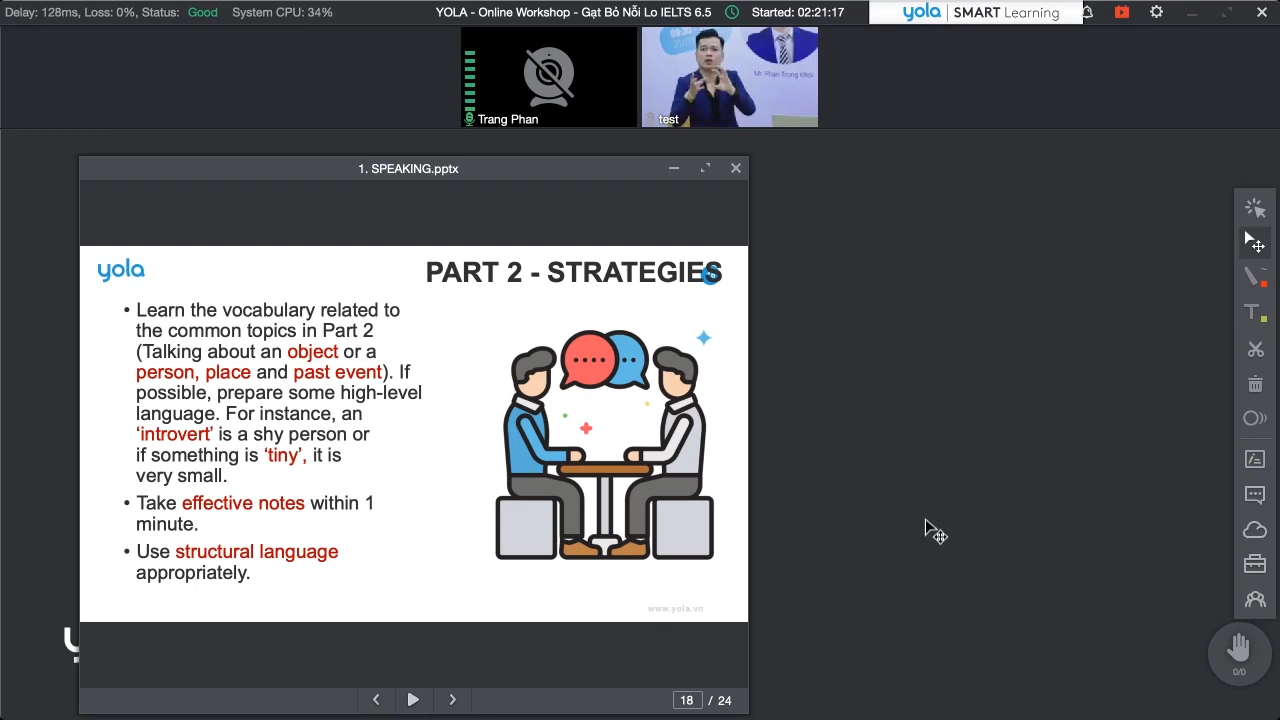 Delay: 128ms, Loss: 0%, Status: Good System CPU: 34%
YOLA - Online Workshop - Gạt Bỏ Nỗi Lo IELTS 6.5
Started: 02:21:17
yola | SMART Learning
Trang Phan
Mr. Phan Trọng Khôi
test
1. SPEAKING.pptx
yola
PART 2 - STRATEGIES
• Learn the vocabulary related to
the common topics in Part 2
(Talking about an object or a
person, place and past event). If
possible, prepare some high-level
language. For instance, an
‘introvert’ is a shy person or
if something is ‘tiny’, it is
very small.
• Take effective notes within 1
minute.
• Use structural language
appropriately.
www.yola.vn
18 / 24
0/0